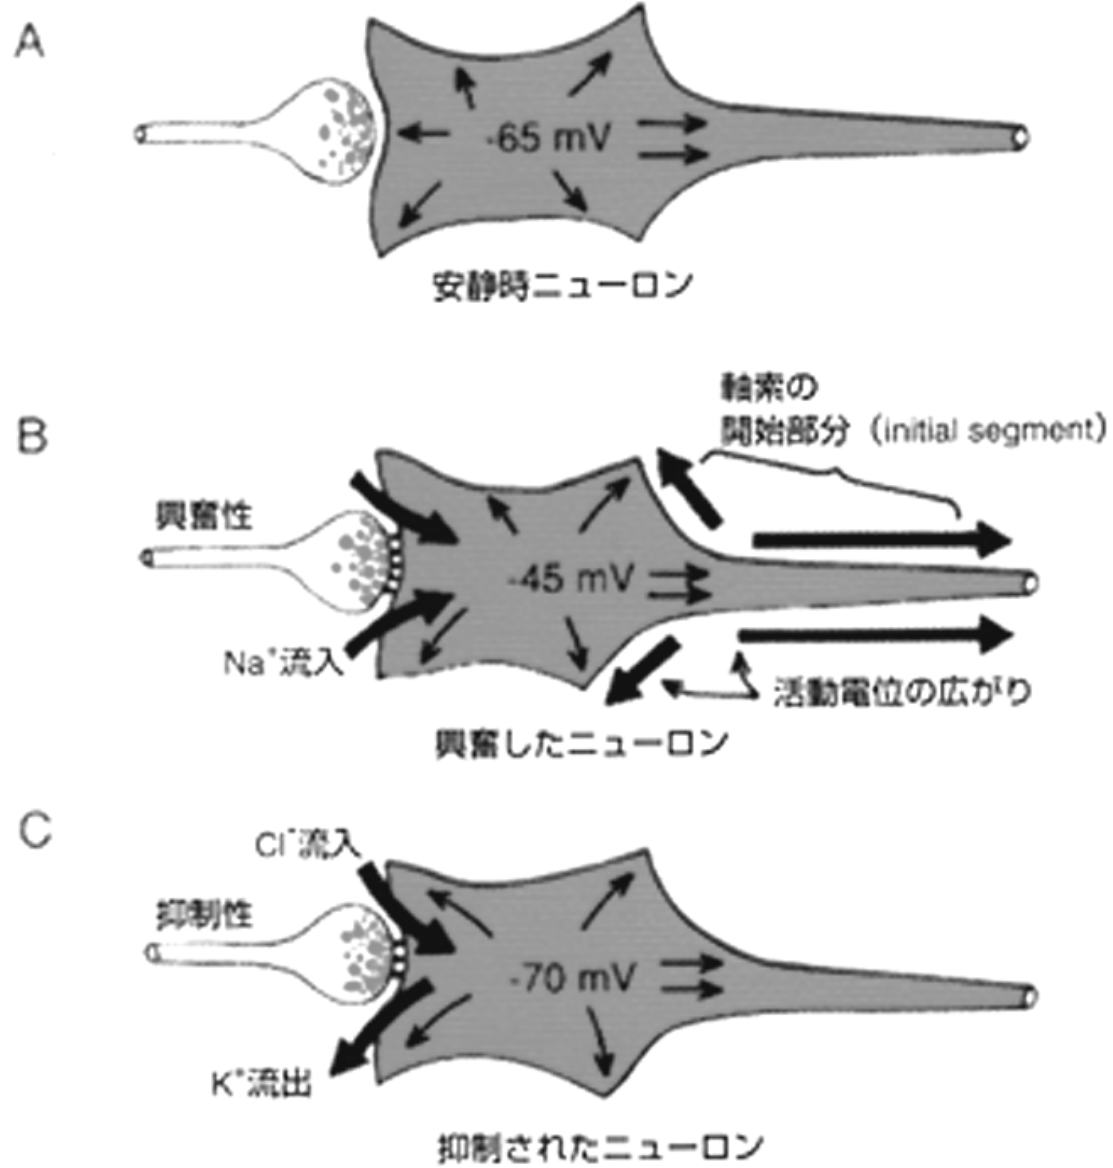 A
-65 mV
安静時ニューロン
軸索の
開始部分（initial segment）
B
興奮性
-45 mV
Na⁺流入
活動電位の広がり
興奮したニューロン
C
Cl⁻流入
抑制性
-70 mV
K⁺流出
抑制されたニューロン